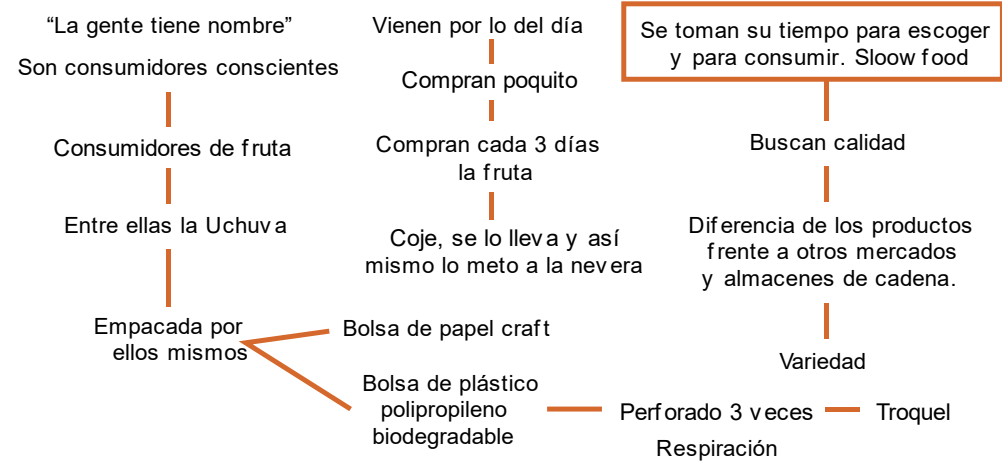 “La gente tiene nombre”
Son consumidores conscientes
Consumidores de fruta
Entre ellas la Uchuva
Empacada por
ellos mismos
Bolsa de papel craft
Bolsa de plástico
polipropileno
biodegradable
Perforado 3 veces
Respiración
Troquel
Vienen por lo del día
Compran poquito
Compran cada 3 días
la fruta
Coje, se lo lleva y así
mismo lo meto a la nevera
Se toman su tiempo para escoger
y para consumir. Sloow food
Buscan calidad
Diferencia de los productos
frente a otros mercados
y almacenes de cadena.
Variedad